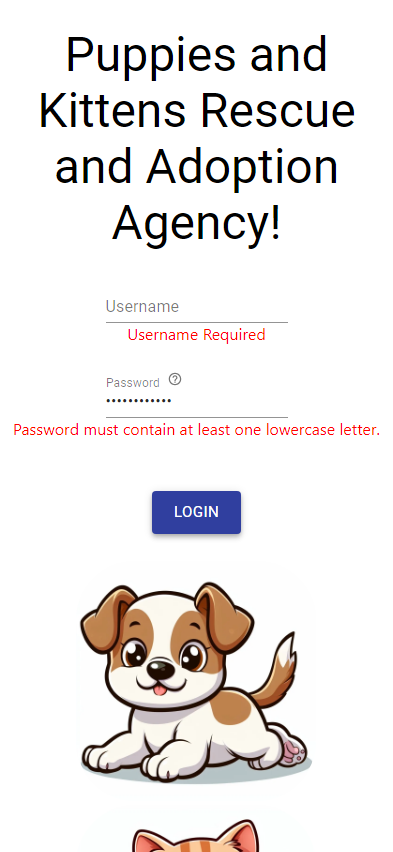 Puppies and
Kittens Rescue
and Adoption
Agency!
Username
Username Required
Password
••••••••••••
Password must contain at least one lowercase letter.
LOGIN